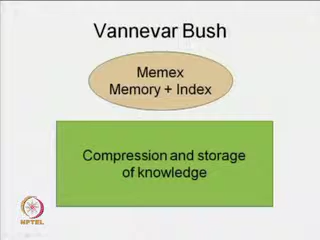 Vannevar Bush
Memex
Memory + Index
Compression and storage
of knowledge
NPTEL